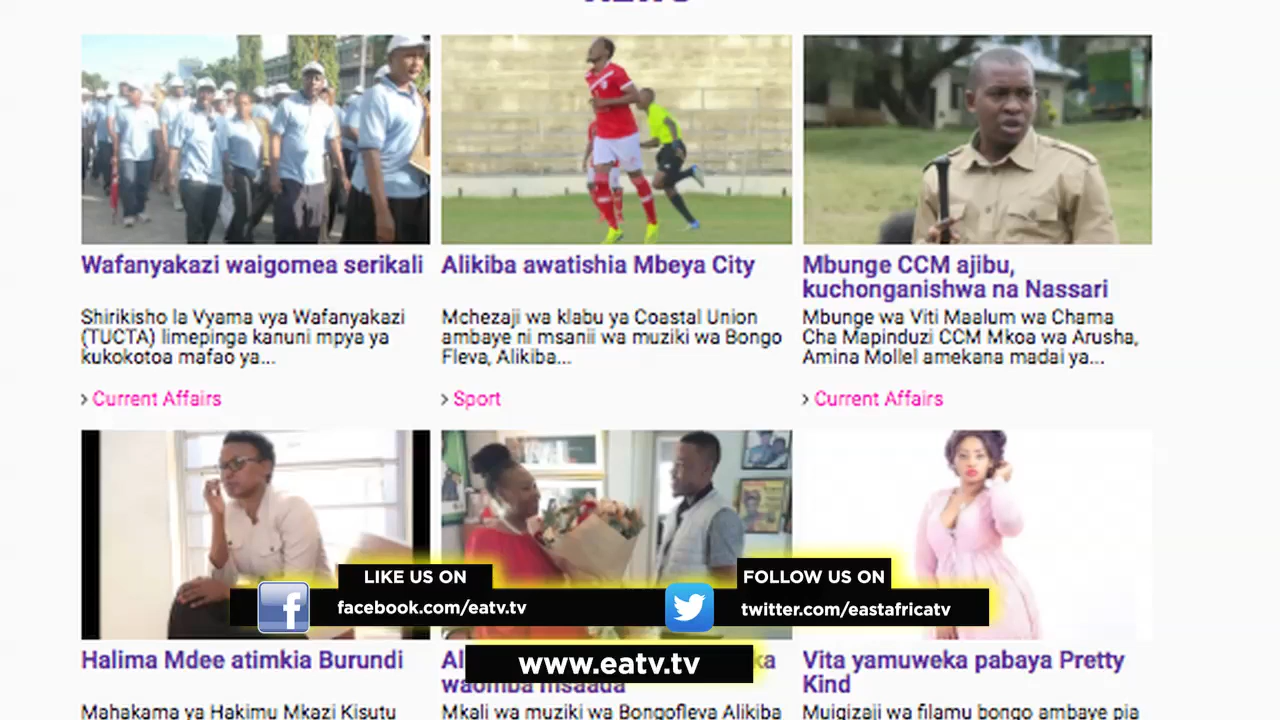 NEWS
Wafanyakazi waigomea serikali
Shirikisho la Vyama vya Wafanyakazi
(TUCTA) limepinga kanuni mpya ya
kukokotoa mafao ya...
Current Affairs
Alikiba awatishia Mbeya City
Mchezaji wa klabu ya Coastal Union
ambaye ni msanii wa muziki wa Bongo
Fleva, Alikiba...
Sport
Mbunge CCM ajibu,
kuchonganishwa na Nassari
Mbunge wa Viti Maalum wa Chama
Cha Mapinduzi CCM Mkoa wa Arusha,
Amina Mollel amekana madai ya...
Current Affairs
LIKE US ON
facebook.com/eatv.tv
FOLLOW US ON
twitter.com/eastafricatv
www.eatv.tv
Halima Mdee atimkia Burundi
Mahakama ya Hakimu Mkazi Kisutu
waomba msaada
Mkali wa muziki wa Bongofleva Alikiba
Vita yamuweka pabaya Pretty
Kind
Muigizaji wa filamu bongo ambaye pia